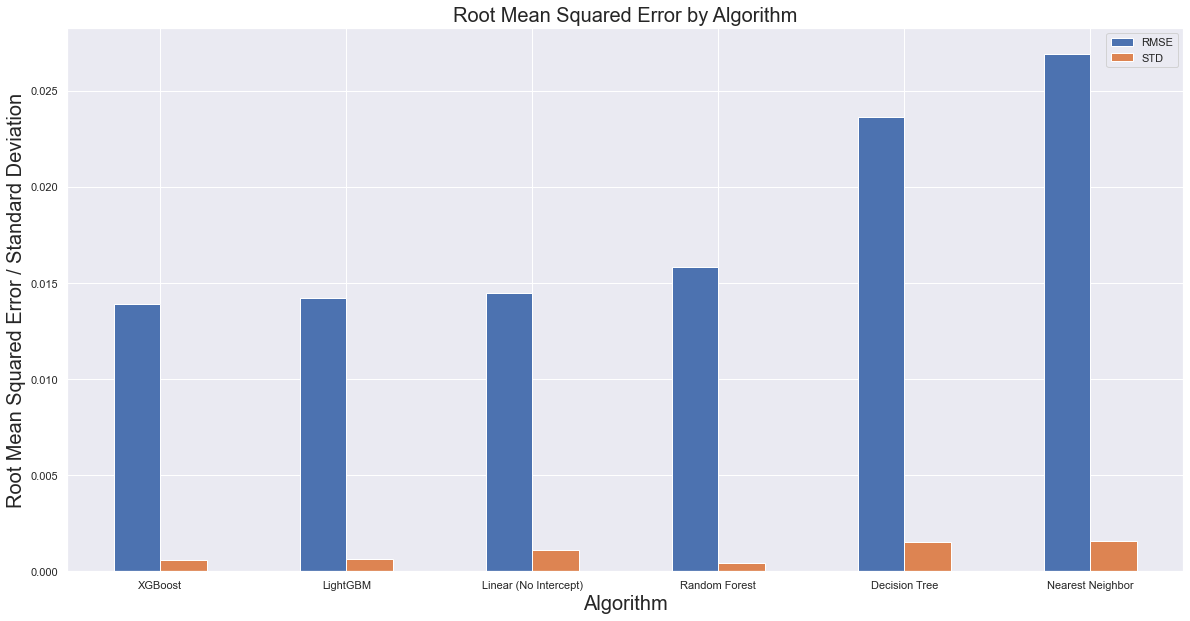 Root Mean Squared Error by Algorithm
RMSE
STD
Root Mean Squared Error / Standard Deviation
0.025
0.020
0.015
0.010
0.005
0.000
XGBoost LightGBM Linear (No Intercept) Random Forest Decision Tree Nearest Neighbor
Algorithm